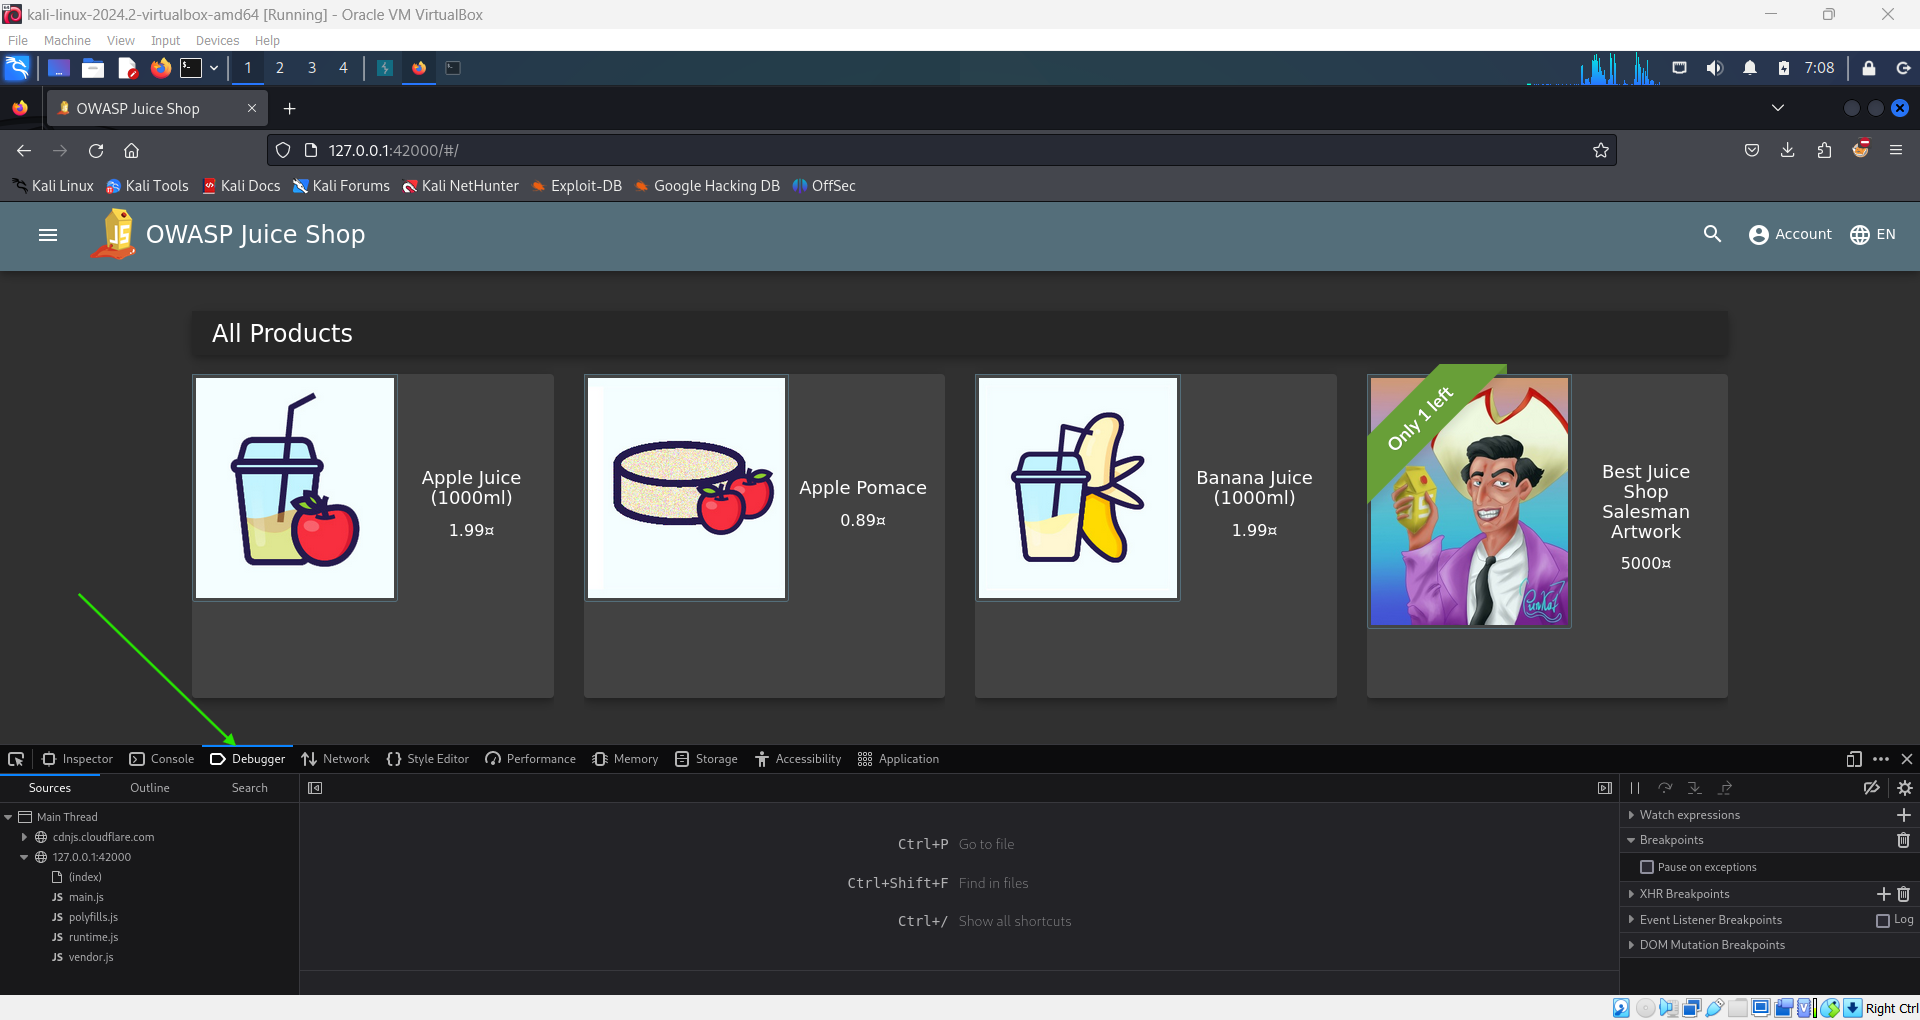 kali-linux-2024.2-virtualbox-amd64 [Running] - Oracle VM VirtualBox
File Machine View Input Devices Help
1 2 3 4 7:08
OWASP Juice Shop
127.0.0.1:42000/#/
Kali Linux Kali Tools Kali Docs Kali Forums Kali NetHunter Exploit-DB Google Hacking DB OffSec
JS OWASP Juice Shop Account EN
All Products
Apple Juice
(1000ml)
1.99¤
Apple Pomace
0.89¤
Banana Juice
(1000ml)
1.99¤
Only 1 left
Best Juice
Shop
Salesman
Artwork
5000¤
Inspector Console Debugger Network Style Editor Performance Memory Storage Accessibility Application
Sources Outline Search
Main Thread
cdnjs.cloudflare.com
127.0.0.1:42000
(index)
JS main.js
JS polyfills.js
JS runtime.js
JS vendor.js
Ctrl+P Go to file
Ctrl+Shift+F Find in files
Ctrl+/ Show all shortcuts
Watch expressions
Breakpoints
Pause on exceptions
XHR Breakpoints
Event Listener Breakpoints Log
DOM Mutation Breakpoints
Right Ctrl